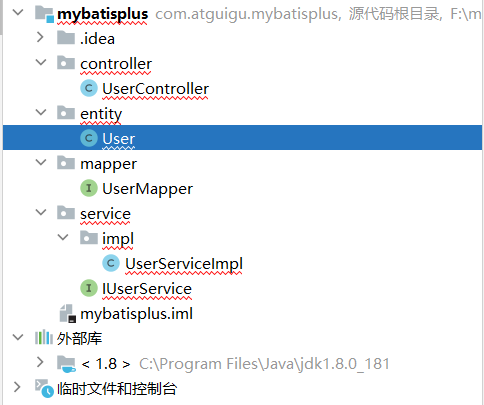 mybatisplus com.atguigu.mybatisplus, 源代码根目录, F:\m
.idea
controller
C UserController
entity
C User
mapper
I UserMapper
service
impl
C UserServiceImpl
I IUserService
mybatisplus.iml
外部库
< 1.8 > C:\Program Files\Java\jdk1.8.0_181
临时文件和控制台